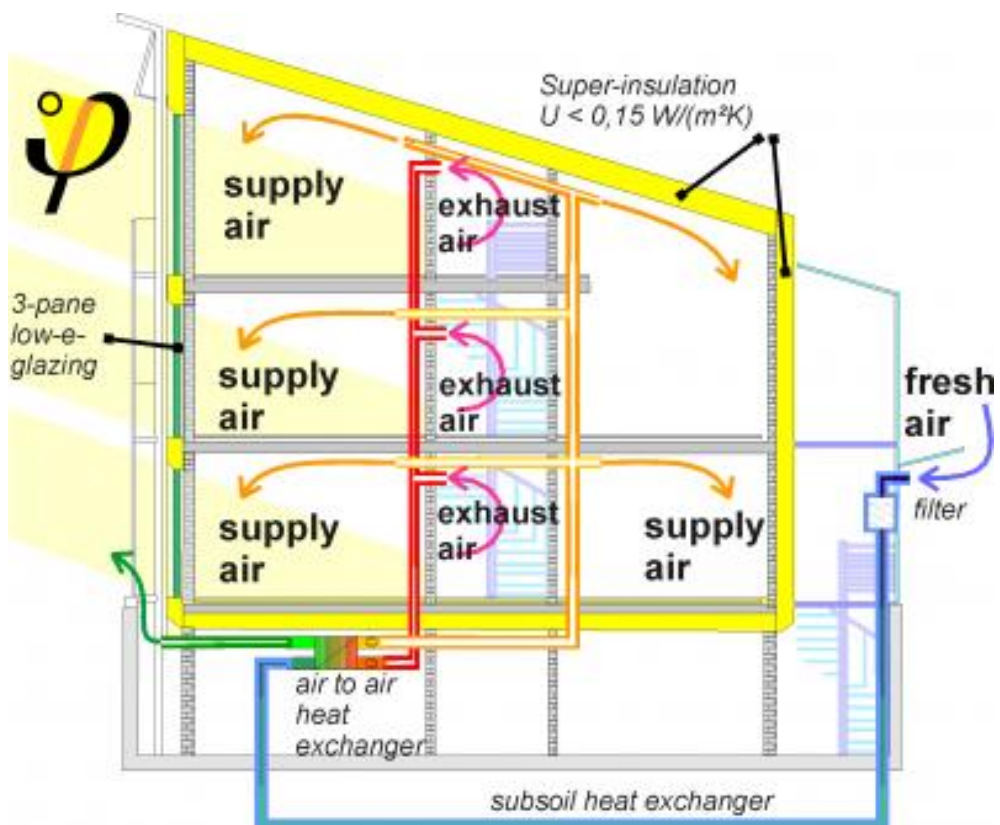 Super-insulation
U < 0,15 W/(m²K)
supply
air
exhaust
air
3-pane
low-e-
glazing
supply
air
exhaust
air
fresh
air
filter
supply
air
exhaust
air
supply
air
air to air
heat
exchanger
subsoil heat exchanger